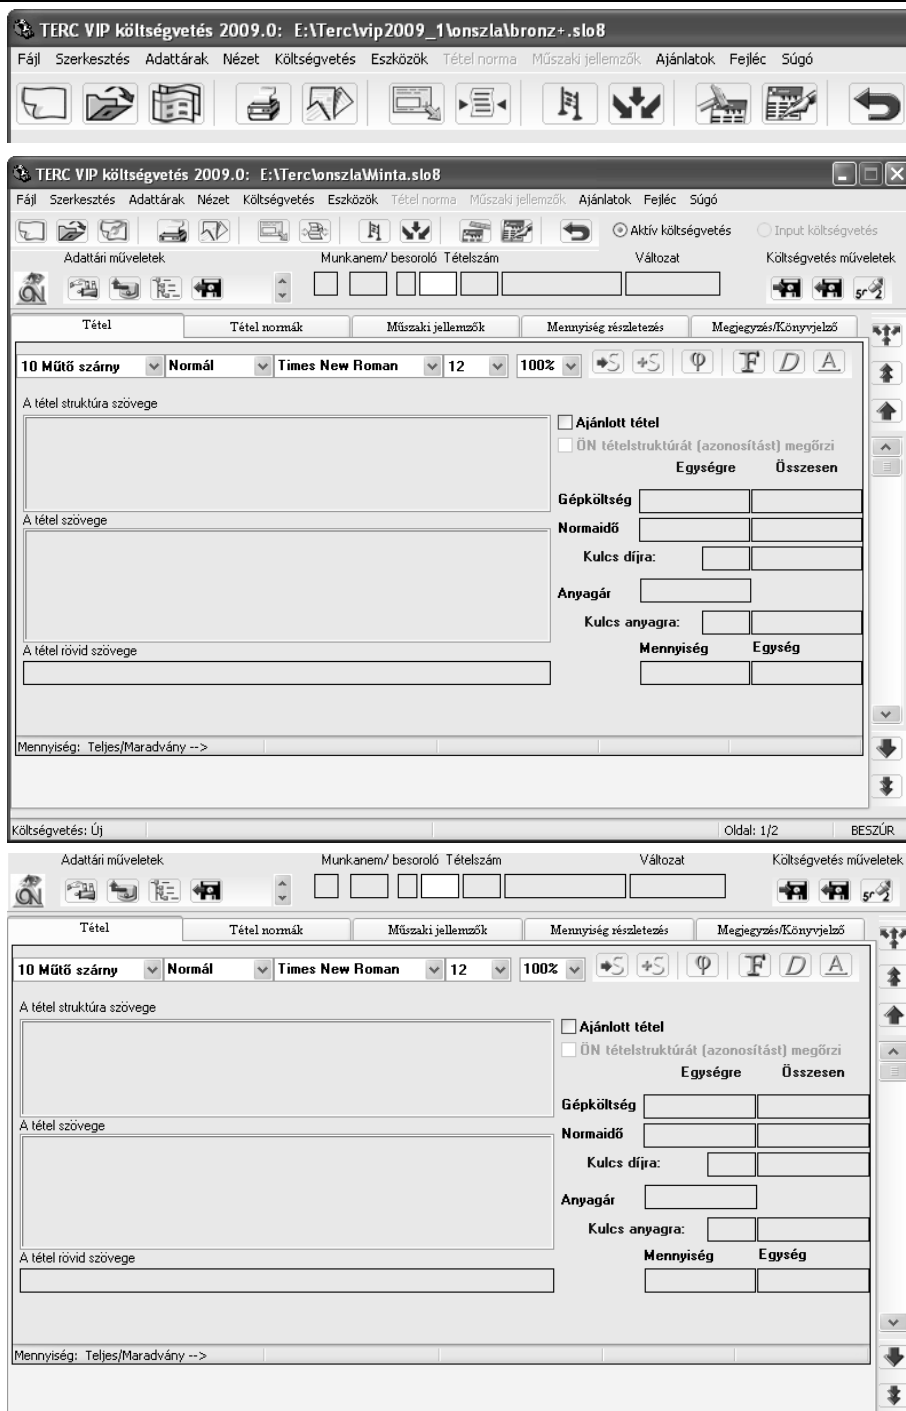 TERC VIP költségvetés 2009.0: E:\Terc\vip2009_1\onszla\bronz+.slo8
Fájl Szerkesztés Adattárak Nézet Költségvetés Eszközök Tétel norma Műszaki jellemzők Ajánlatok Fejléc Súgó
TERC VIP költségvetés 2009.0: E:\Terc\onszla\Minta.slo8
Fájl Szerkesztés Adattárak Nézet Költségvetés Eszközök Tétel norma Műszaki jellemzők Ajánlatok Fejléc Súgó
Aktív költségvetés Input költségvetés
Adattári műveletek Munkanem/ besoroló Tételszám Változat Költségvetés műveletek
ÖN 5r
Tétel Tétel normák Műszaki jellemzők Mennyiség részletezés Megjegyzés/Könyvjelző
10 Műtő szárny Normál Times New Roman 12 100% S +S φ F D A
A tétel struktúra szövege
Ajánlott tétel
ÖN tételstruktúrát (azonosítást) megőrzi
Egységre Összesen
Gépköltség
A tétel szövege
Normaidő
Kulcs díjra:
Anyagár
Kulcs anyagra:
A tétel rövid szövege
Mennyiség Egység
Mennyiség: Teljes/Maradvány -->
Költségvetés: Új Oldal: 1/2 BESZÚR
Adattári műveletek Munkanem/ besoroló Tételszám Változat Költségvetés műveletek
ÖN 5r
Tétel Tétel normák Műszaki jellemzők Mennyiség részletezés Megjegyzés/Könyvjelző
10 Műtő szárny Normál Times New Roman 12 100% S +S φ F D A
A tétel struktúra szövege
Ajánlott tétel
ÖN tételstruktúrát (azonosítást) megőrzi
Egységre Összesen
Gépköltség
A tétel szövege
Normaidő
Kulcs díjra:
Anyagár
Kulcs anyagra:
A tétel rövid szövege
Mennyiség Egység
Mennyiség: Teljes/Maradvány -->